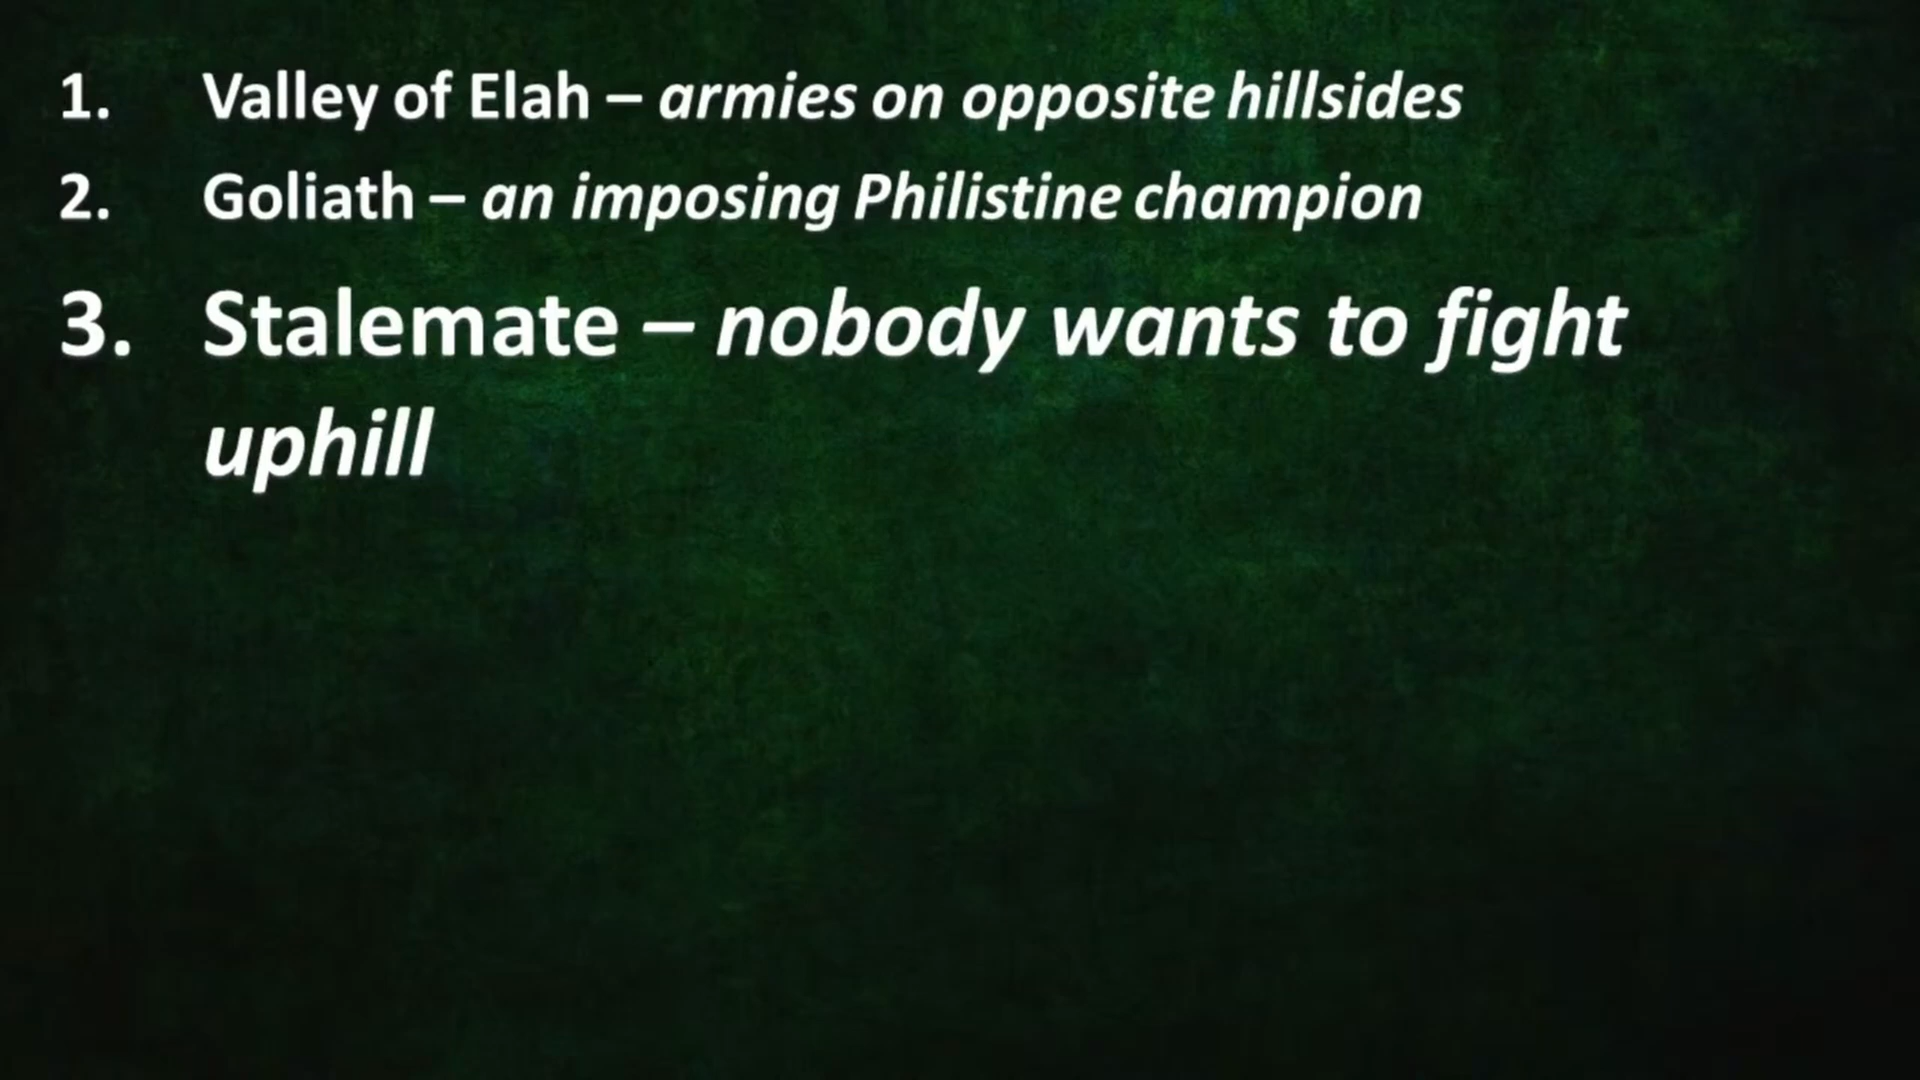 1. Valley of Elah – armies on opposite hillsides
2. Goliath – an imposing Philistine champion
3. Stalemate – nobody wants to fight
uphill